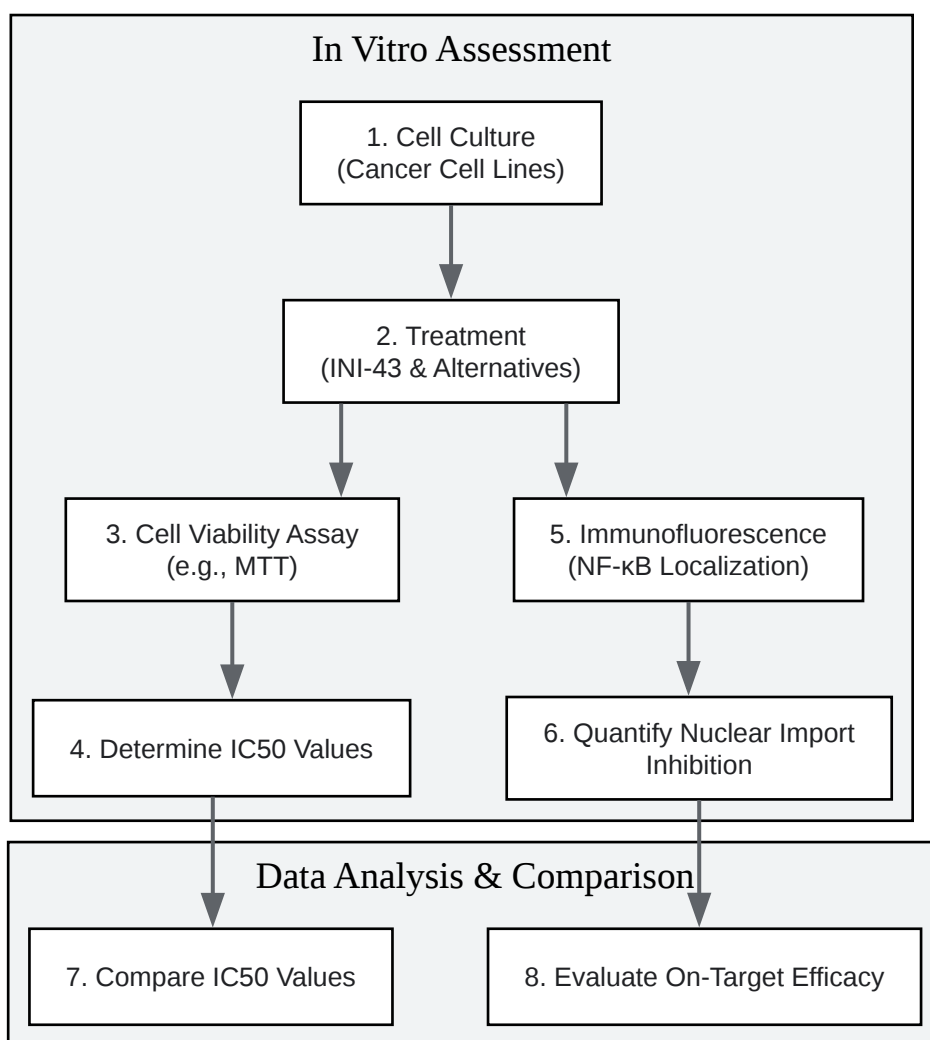 In Vitro Assessment
1. Cell Culture
(Cancer Cell Lines)
2. Treatment
(INI-43 & Alternatives)
3. Cell Viability Assay
(e.g., MTT)
5. Immunofluorescence
(NF-κB Localization)
4. Determine IC50 Values
6. Quantify Nuclear Import
Inhibition
Data Analysis & Comparison
7. Compare IC50 Values
8. Evaluate On-Target Efficacy